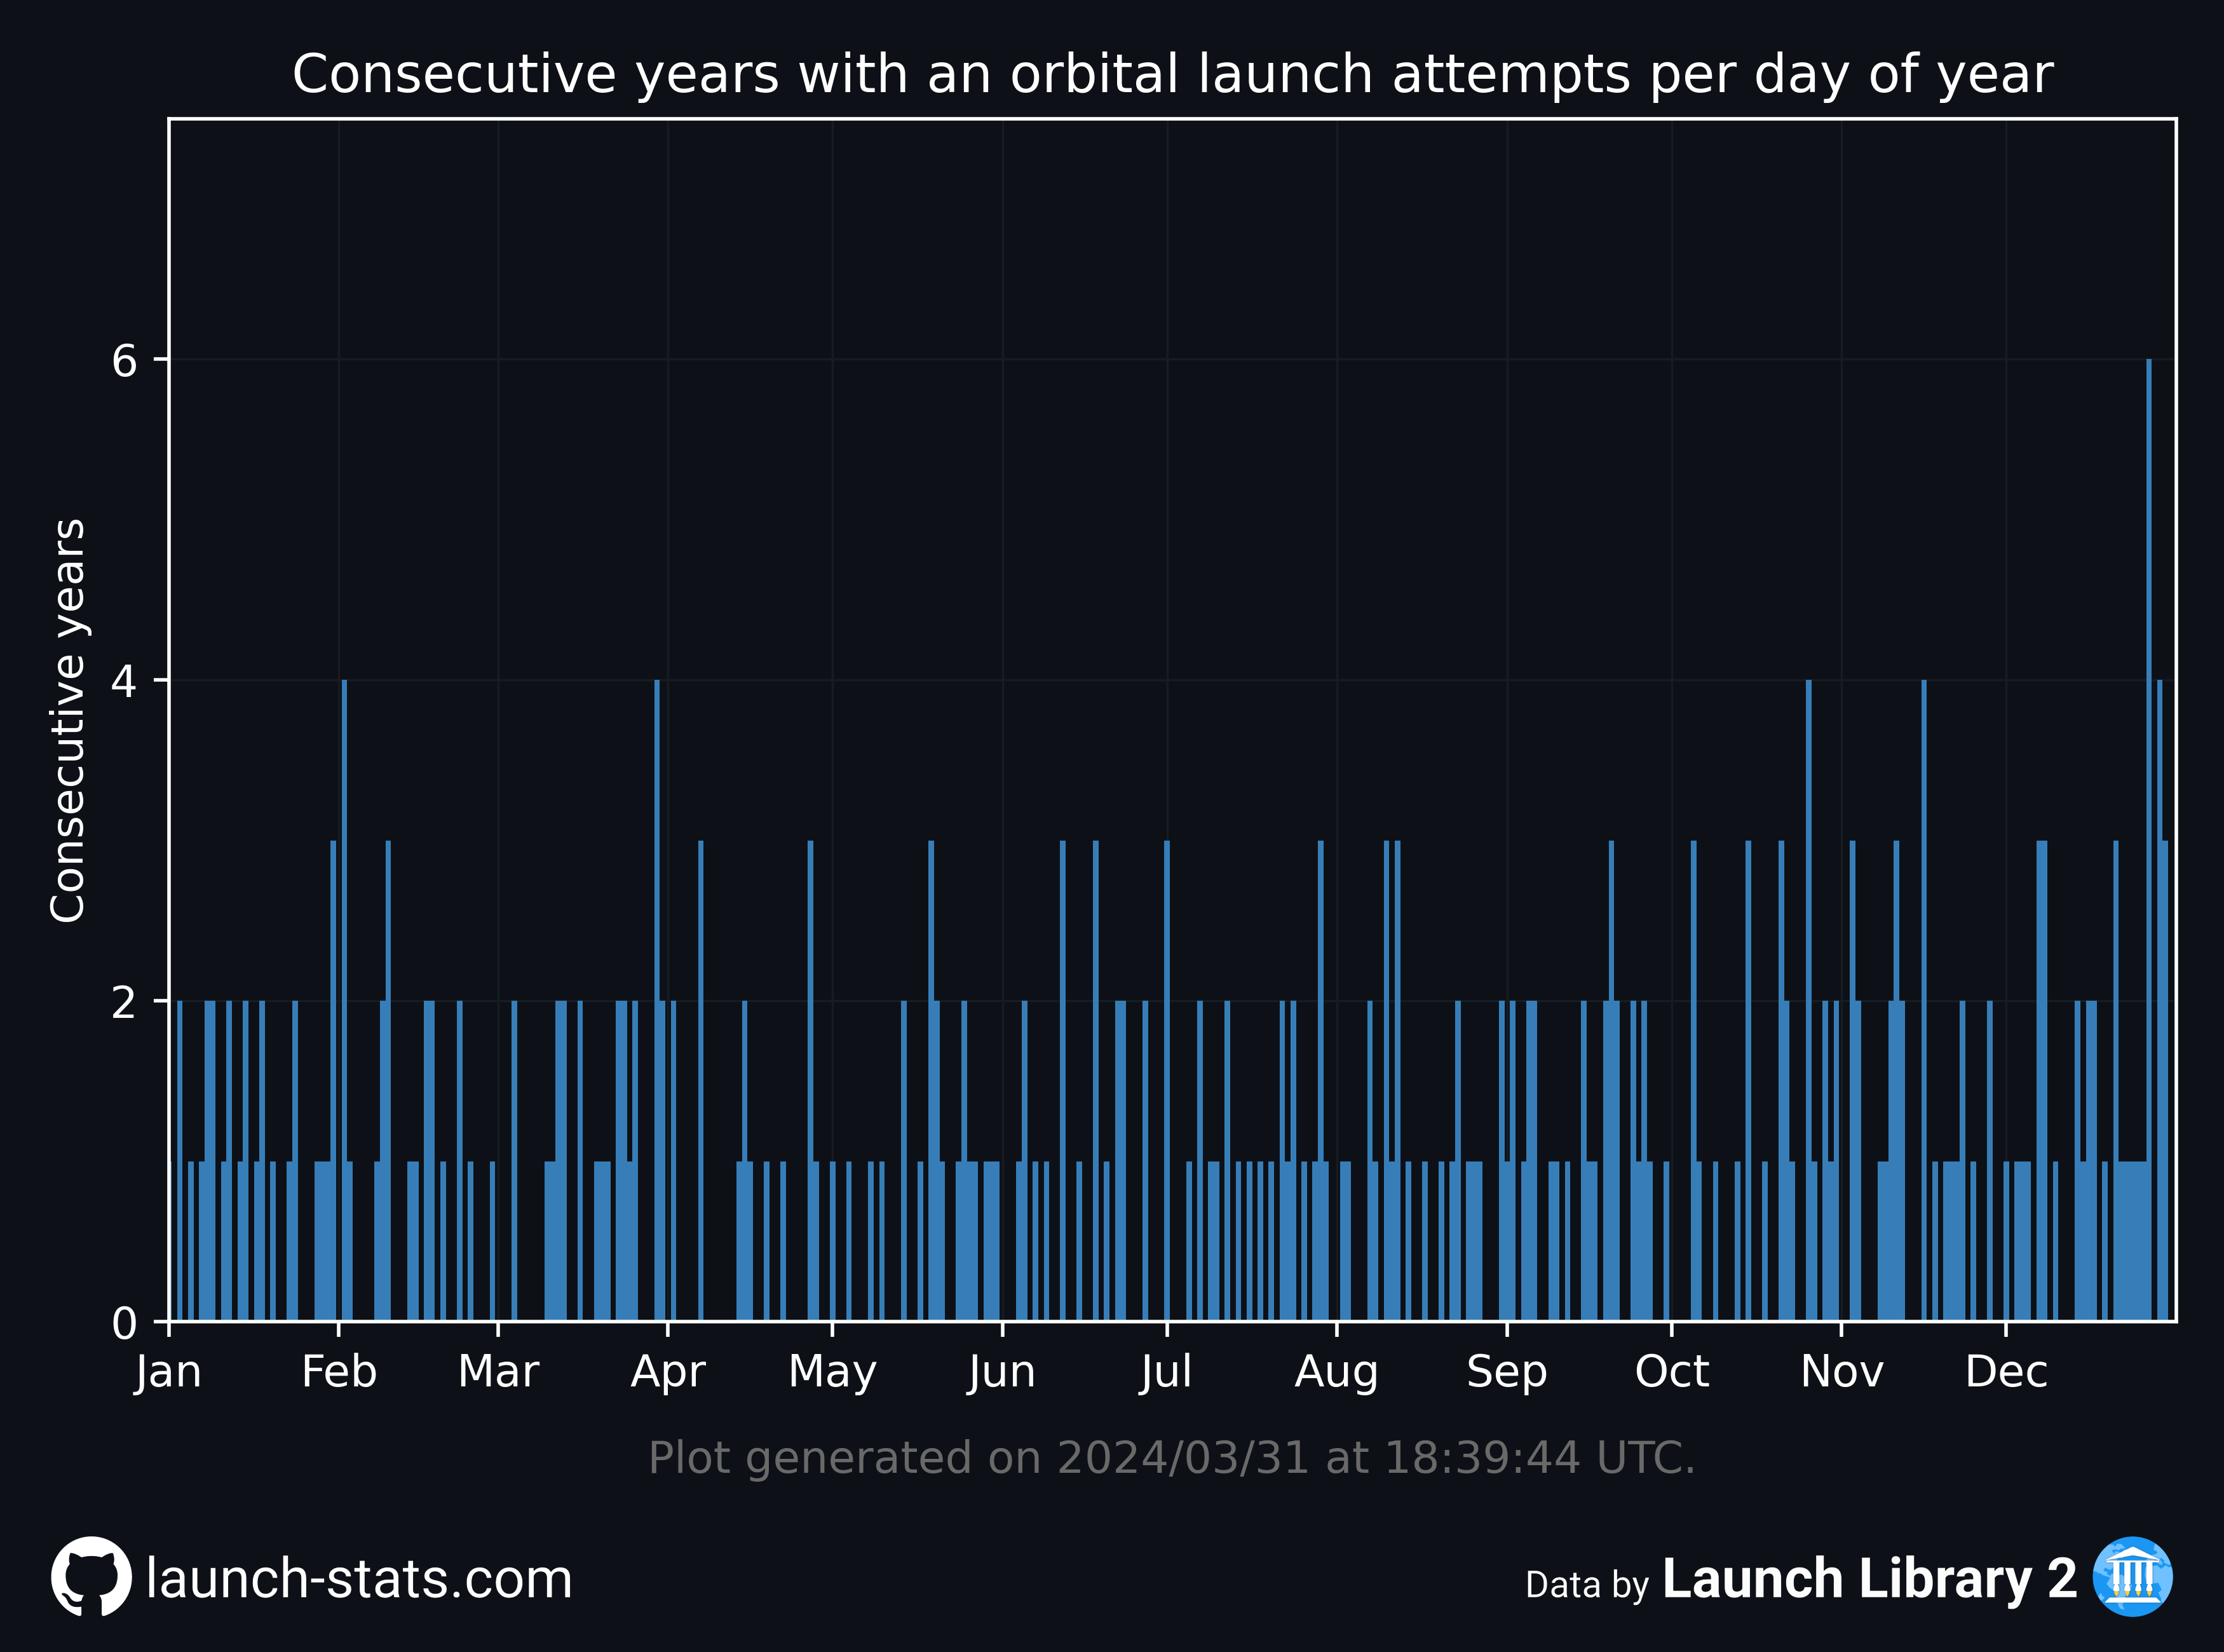 Consecutive years with an orbital launch attempts per day of year
Consecutive years
6
4
2
0
Jan Feb Mar Apr May Jun Jul Aug Sep Oct Nov Dec
Plot generated on 2024/03/31 at 18:39:44 UTC.
launch-stats.com
Data by Launch Library 2